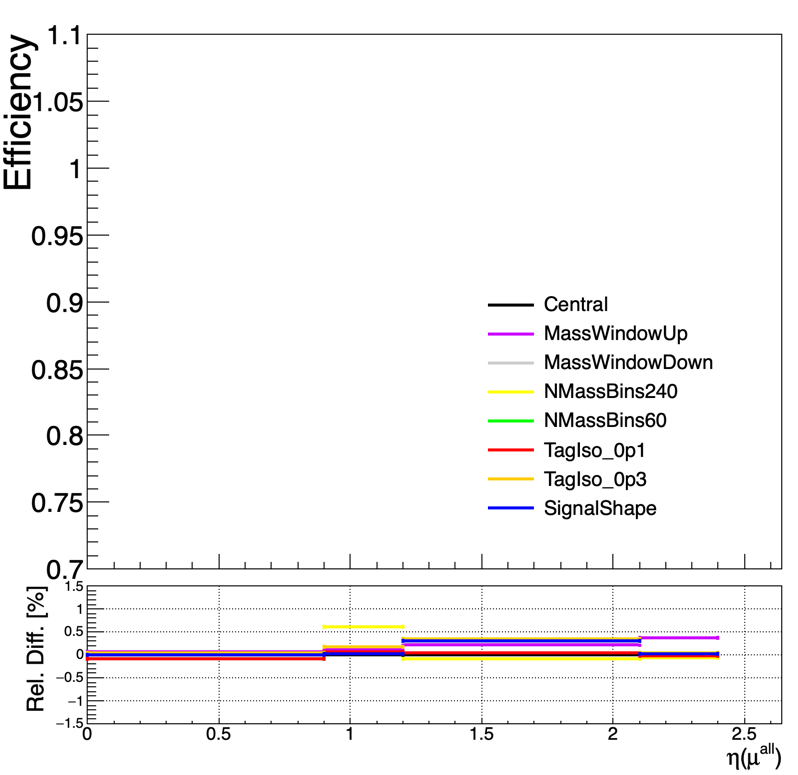 Efficiency
1.1
1.05
1
0.95
0.9
0.85
0.8
0.75
0.7
Central
MassWindowUp
MassWindowDown
NMassBins240
NMassBins60
TagIso_0p1
TagIso_0p3
SignalShape
Rel. Diff. [%]
1.5
1
0.5
0
−0.5
−1
−1.5
0 0.5 1 1.5 2 2.5
η(μ^all)